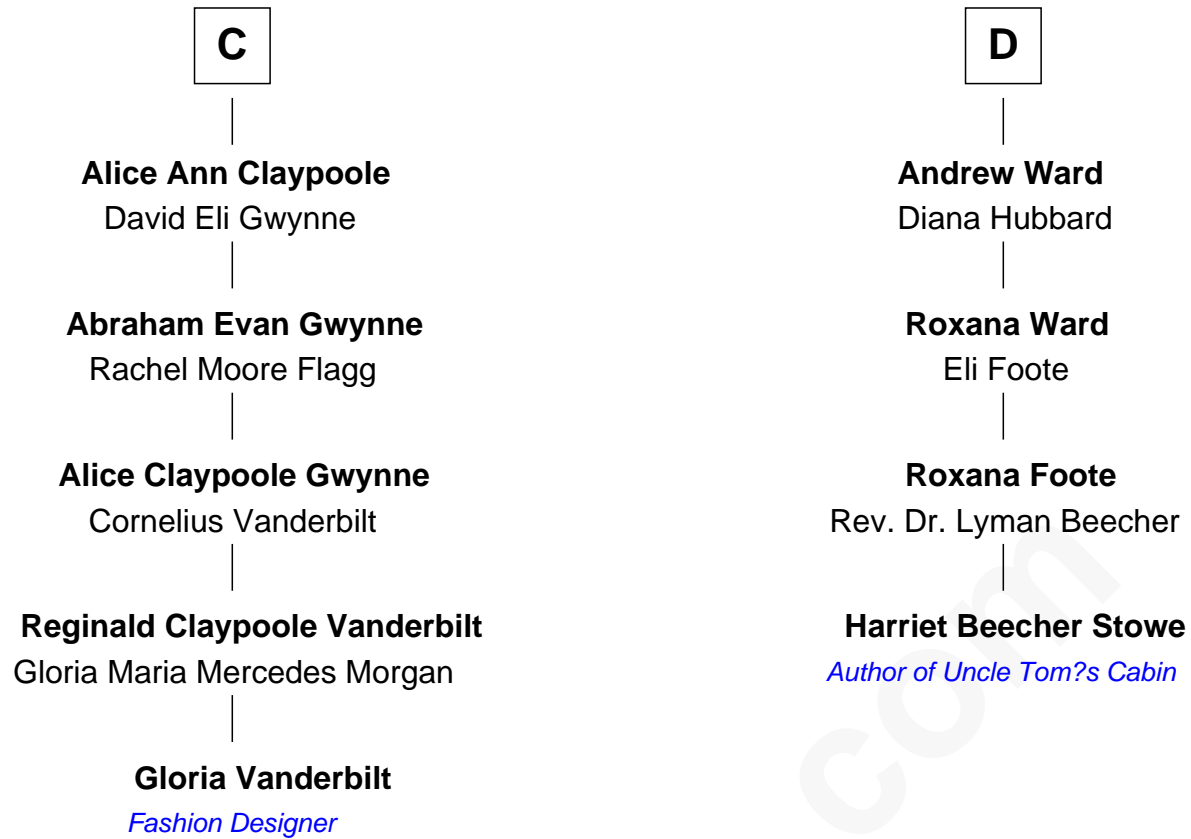 C
Alice Ann Claypoole
David Eli Gwynne
Abraham Evan Gwynne
Rachel Moore Flagg
Alice Claypoole Gwynne
Cornelius Vanderbilt
Reginald Claypoole Vanderbilt
Gloria Maria Mercedes Morgan
Gloria Vanderbilt
Fashion Designer
D
Andrew Ward
Diana Hubbard
Roxana Ward
Eli Foote
Roxana Foote
Rev. Dr. Lyman Beecher
Harriet Beecher Stowe
Author of Uncle Tom?s Cabin
com